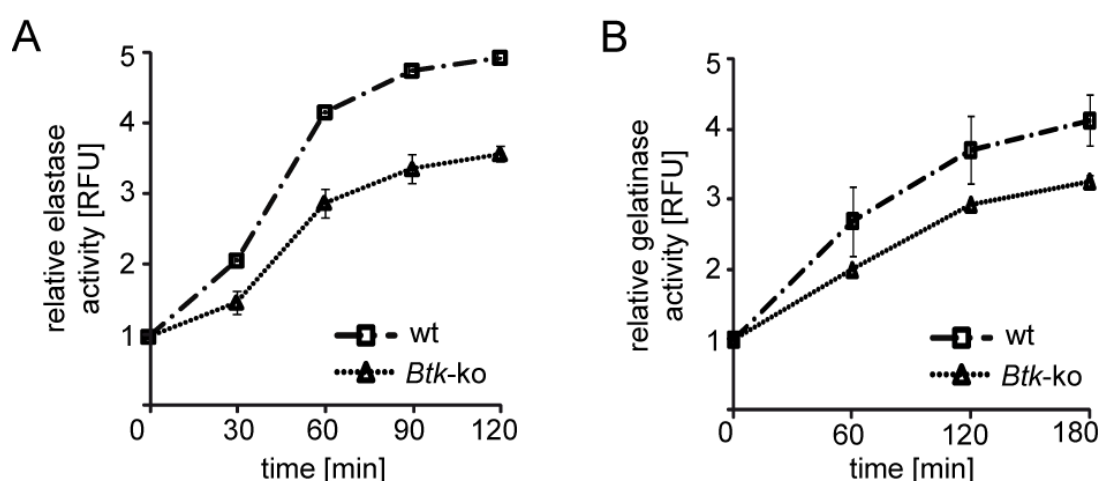 A
relative elastase
activity [RFU]
5
4
3
2
1
wt
Btk-ko
0
30
60
90
120
time [min]
B
relative gelatinase
activity [RFU]
5
4
3
2
1
wt
Btk-ko
0
60
120
180
time [min]